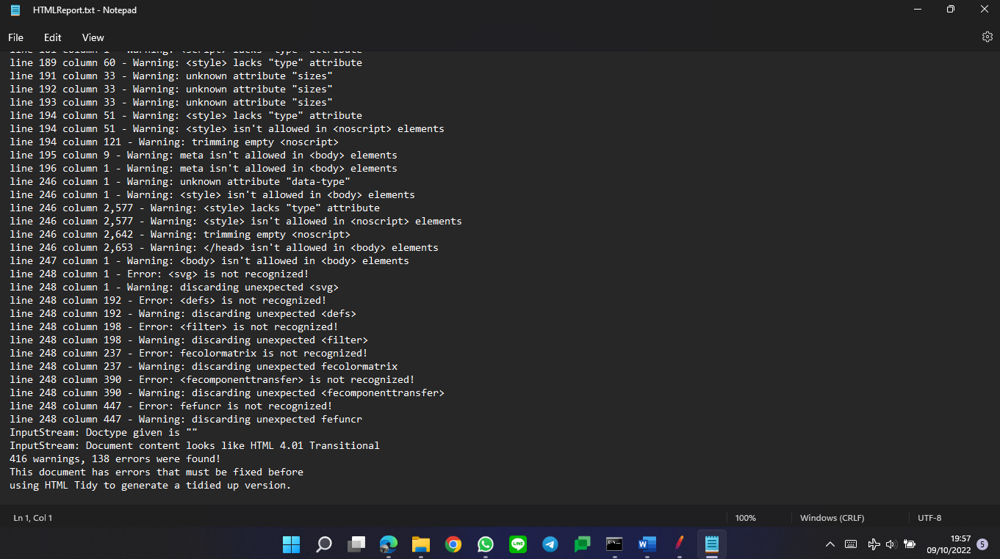 HTMLReport.txt - Notepad
File Edit View
line 181 column 1 - Warning: <script> lacks "type" attribute
line 189 column 60 - Warning: <style> lacks "type" attribute
line 191 column 33 - Warning: unknown attribute "sizes"
line 192 column 33 - Warning: unknown attribute "sizes"
line 193 column 33 - Warning: unknown attribute "sizes"
line 194 column 51 - Warning: <style> lacks "type" attribute
line 194 column 51 - Warning: <style> isn't allowed in <noscript> elements
line 194 column 121 - Warning: trimming empty <noscript>
line 195 column 9 - Warning: meta isn't allowed in <body> elements
line 196 column 1 - Warning: meta isn't allowed in <body> elements
line 246 column 1 - Warning: unknown attribute "data-type"
line 246 column 1 - Warning: <style> isn't allowed in <body> elements
line 246 column 2,577 - Warning: <style> lacks "type" attribute
line 246 column 2,577 - Warning: <style> isn't allowed in <noscript> elements
line 246 column 2,642 - Warning: trimming empty <noscript>
line 246 column 2,653 - Warning: </head> isn't allowed in <body> elements
line 247 column 1 - Warning: <body> isn't allowed in <body> elements
line 248 column 1 - Error: <svg> is not recognized!
line 248 column 1 - Warning: discarding unexpected <svg>
line 248 column 192 - Error: <defs> is not recognized!
line 248 column 192 - Warning: discarding unexpected <defs>
line 248 column 198 - Error: <filter> is not recognized!
line 248 column 198 - Warning: discarding unexpected <filter>
line 248 column 237 - Error: fecolormatrix is not recognized!
line 248 column 237 - Warning: discarding unexpected fecolormatrix
line 248 column 390 - Error: <fecomponenttransfer> is not recognized!
line 248 column 390 - Warning: discarding unexpected <fecomponenttransfer>
line 248 column 447 - Error: fefuncr is not recognized!
line 248 column 447 - Warning: discarding unexpected fefuncr
InputStream: Doctype given is ""
InputStream: Document content looks like HTML 4.01 Transitional
416 warnings, 138 errors were found!
This document has errors that must be fixed before
using HTML Tidy to generate a tidied up version.
Ln 1, Col 1 100% Windows (CRLF) UTF-8
LINE
19:57
09/10/2022 5